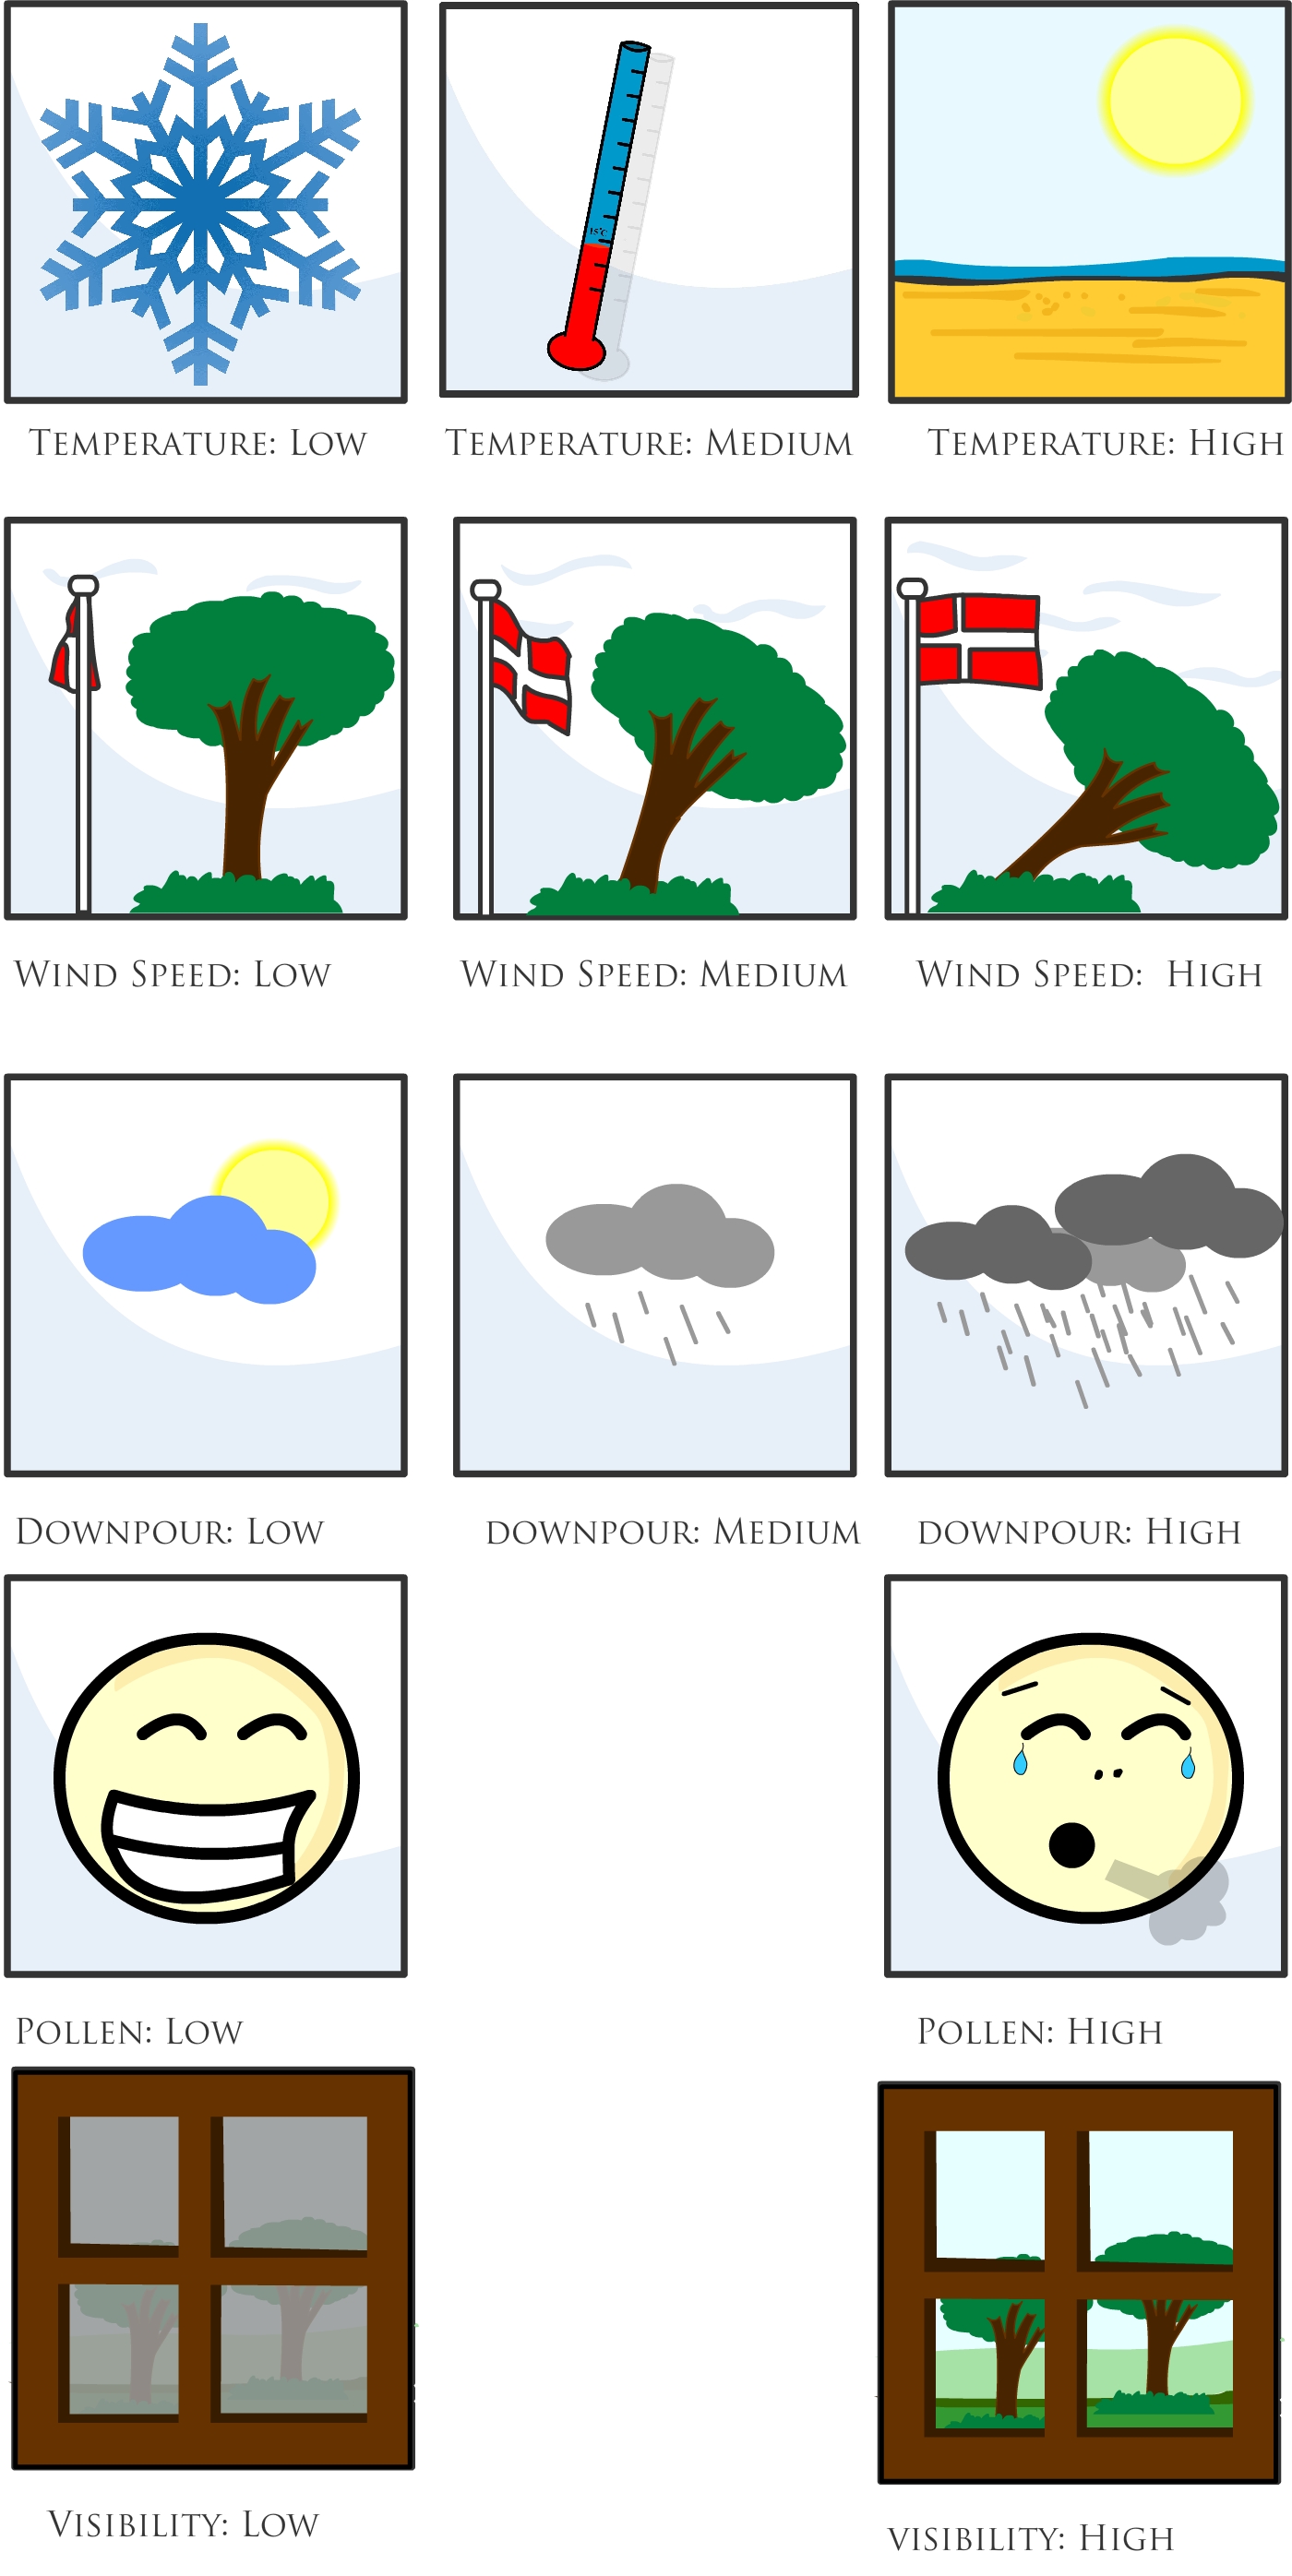 15°C
Temperature: Low
Temperature: Medium
Temperature: High
Wind Speed: Low
Wind Speed: Medium
Wind Speed: High
Downpour: Low
downpour: Medium
downpour: High
Pollen: Low
Pollen: High
Visibility: Low
visibility: High